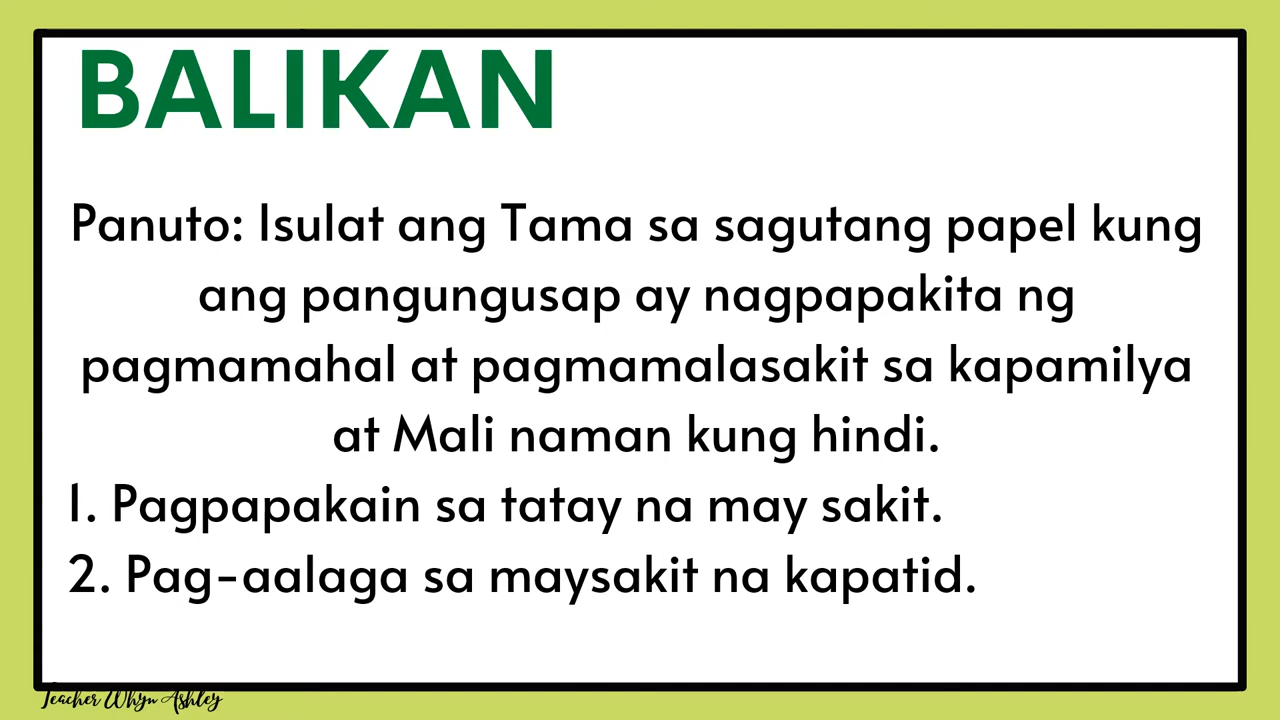 BALIKAN
Panuto: Isulat ang Tama sa sagutang papel kung
ang pangungusap ay nagpapakita ng
pagmamahal at pagmamalasakit sa kapamilya
at Mali naman kung hindi.
1. Pagpapakain sa tatay na may sakit.
2. Pag-aalaga sa maysakit na kapatid.
Teacher Whyn Ashley